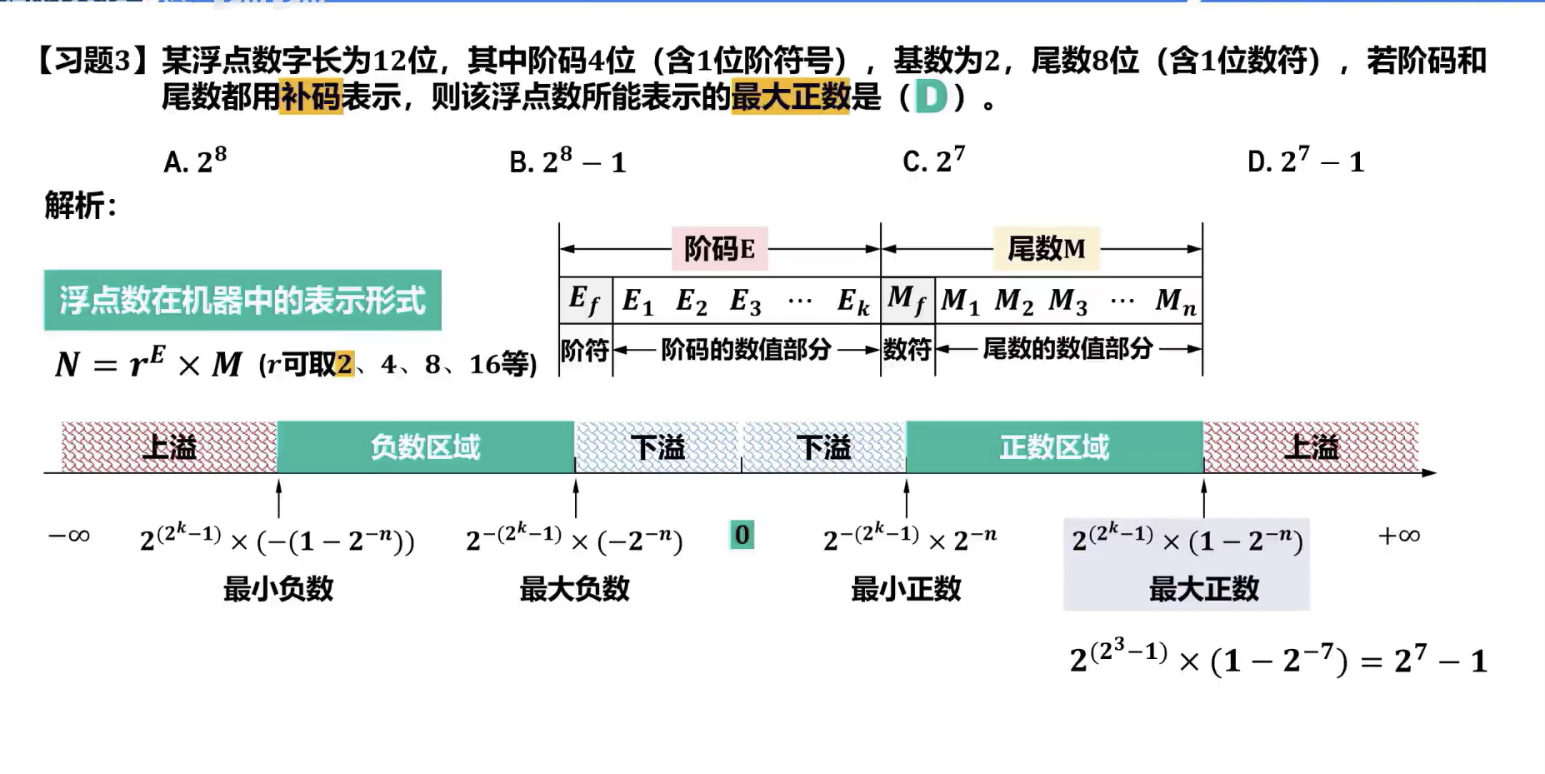 【习题3】某浮点数字长为12位，其中阶码4位（含1位阶符号），基数为2，尾数8位（含1位数符），若阶码和
尾数都用补码表示，则该浮点数所能表示的最大正数是（D）。
A. 2⁸ B. 2⁸ − 1 C. 2⁷ D. 2⁷ − 1
解析：
阶码E 尾数M
浮点数在机器中的表示形式
E_f E_1 E_2 E_3 ⋯ E_k M_f M_1 M_2 M_3 ⋯ M_n
阶符 阶码的数值部分 数符 尾数的数值部分
N = r^E × M (r可取2、4、8、16等)
上溢 负数区域 下溢 下溢 正数区域 上溢
−∞ 2^(2^k−1) × (−(1 − 2^−n)) 2^−(2^k−1) × (−2^−n) 0 2^−(2^k−1) × 2^−n 2^(2^k−1) × (1 − 2^−n) +∞
最小负数 最大负数 最小正数 最大正数
2^(2^3−1) × (1 − 2^−7) = 2^7 − 1